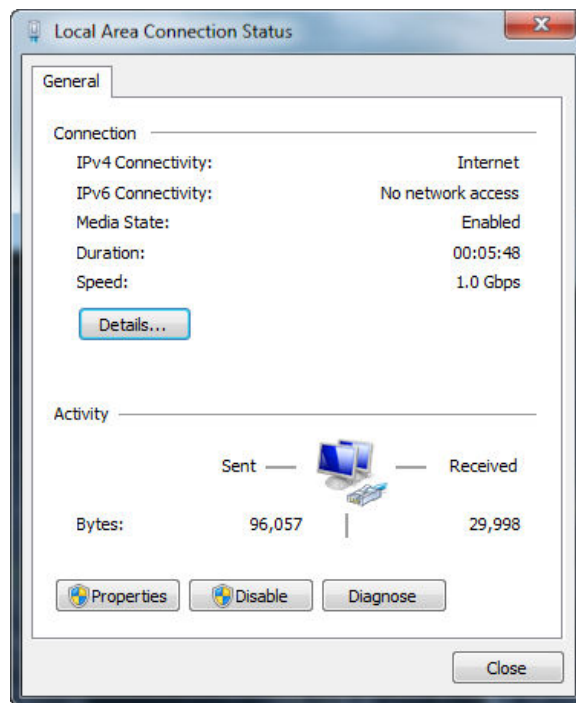 Local Area Connection Status
General
Connection
IPv4 Connectivity: Internet
IPv6 Connectivity: No network access
Media State: Enabled
Duration: 00:05:48
Speed: 1.0 Gbps
Details...
Activity
Sent Received
Bytes: 96,057 29,998
Properties Disable Diagnose
Close